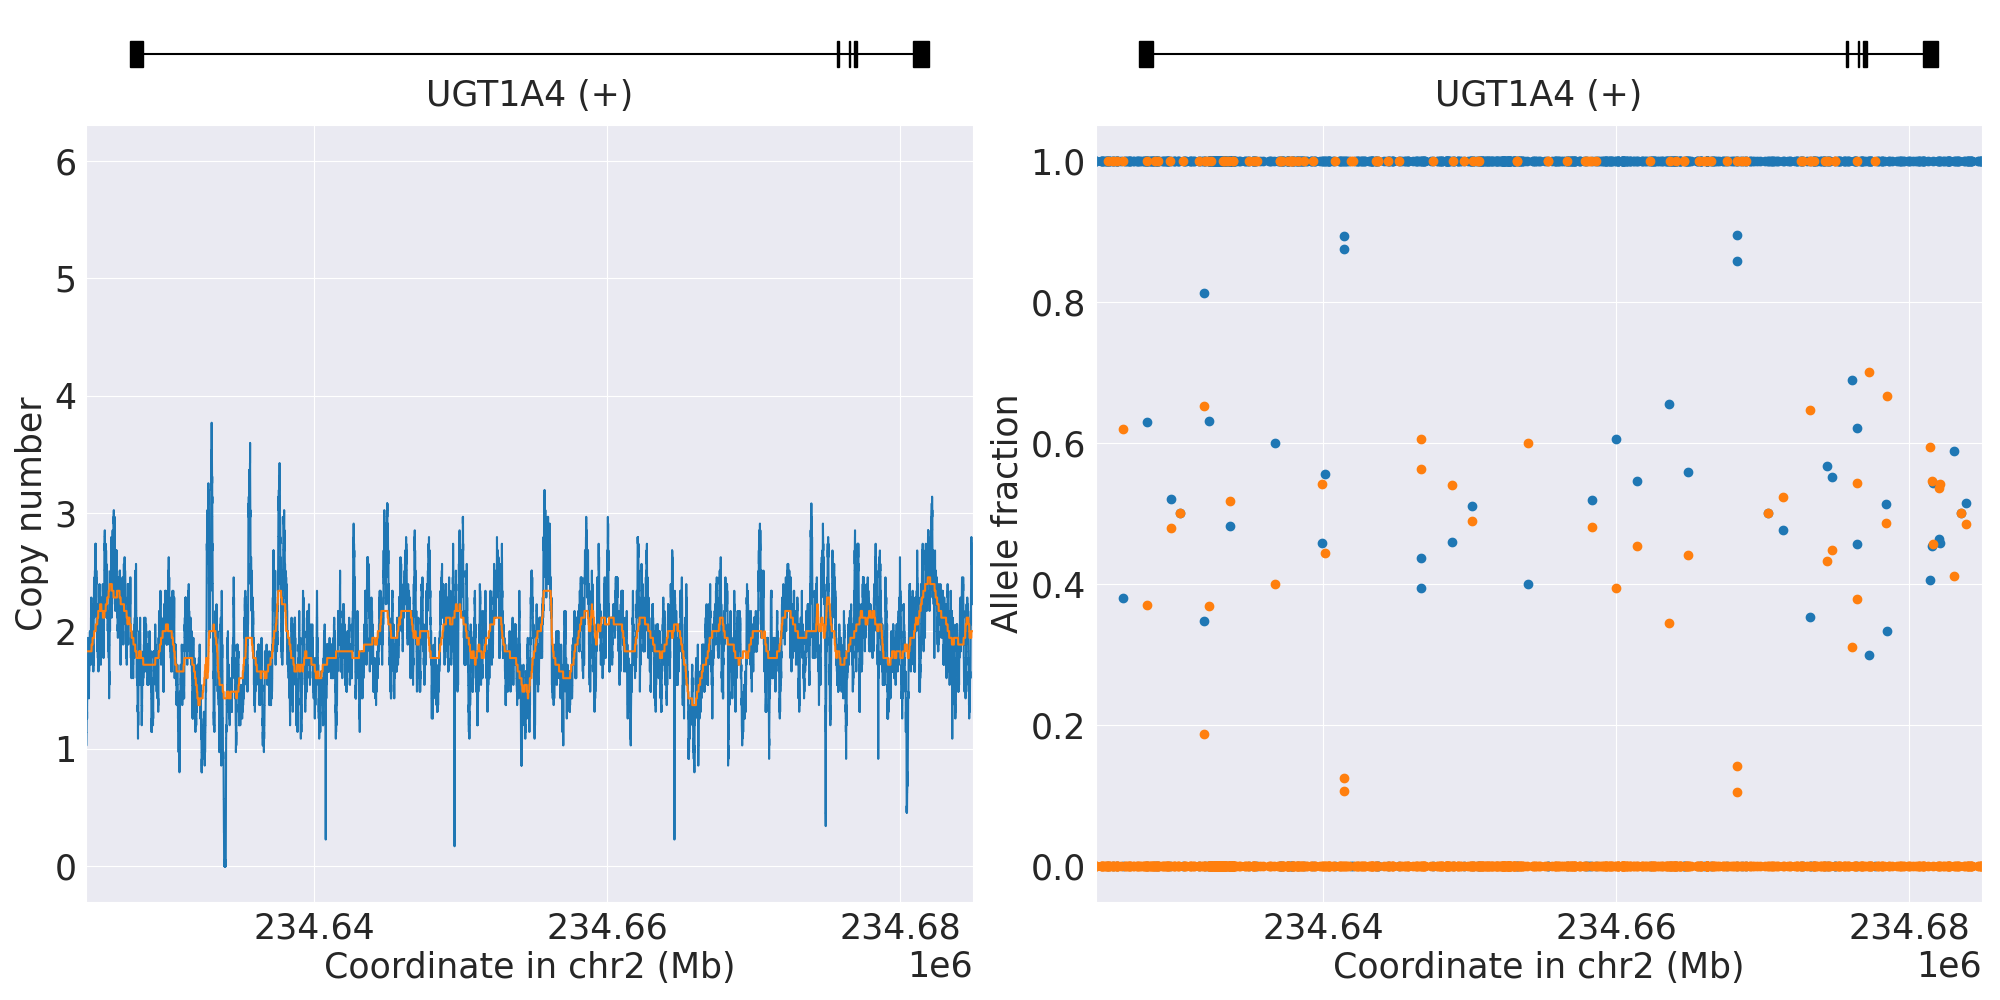 UGT1A4 (+)
6
5
4
3
2
1
0
Copy number
234.64 234.66 234.68
1e6
Coordinate in chr2 (Mb)
UGT1A4 (+)
1.0
0.8
0.6
0.4
0.2
0.0
Allele fraction
234.64 234.66 234.68
1e6
Coordinate in chr2 (Mb)